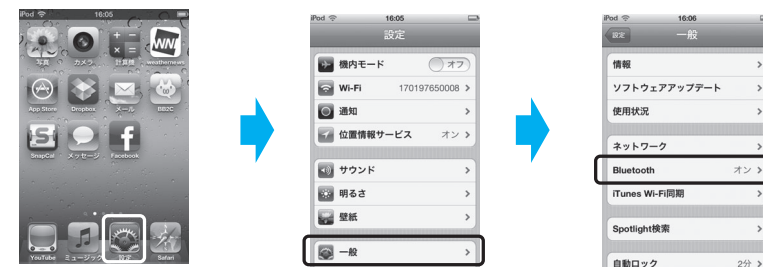 iPod 16:05
写真 カメラ 計算機 weathernews
App Store Dropbox メール BB2C
SnapCal メッセージ Facebook
YouTube ミュージック 設定 Safari
iPod 16:05
設定
機内モード オフ
Wi-Fi 170197650008
通知
位置情報サービス オン
サウンド
明るさ
壁紙
一般
iPod 16:06
設定 一般
情報
ソフトウェアアップデート
使用状況
ネットワーク
Bluetooth オン
iTunes Wi-Fi同期
Spotlight検索
自動ロック 2分